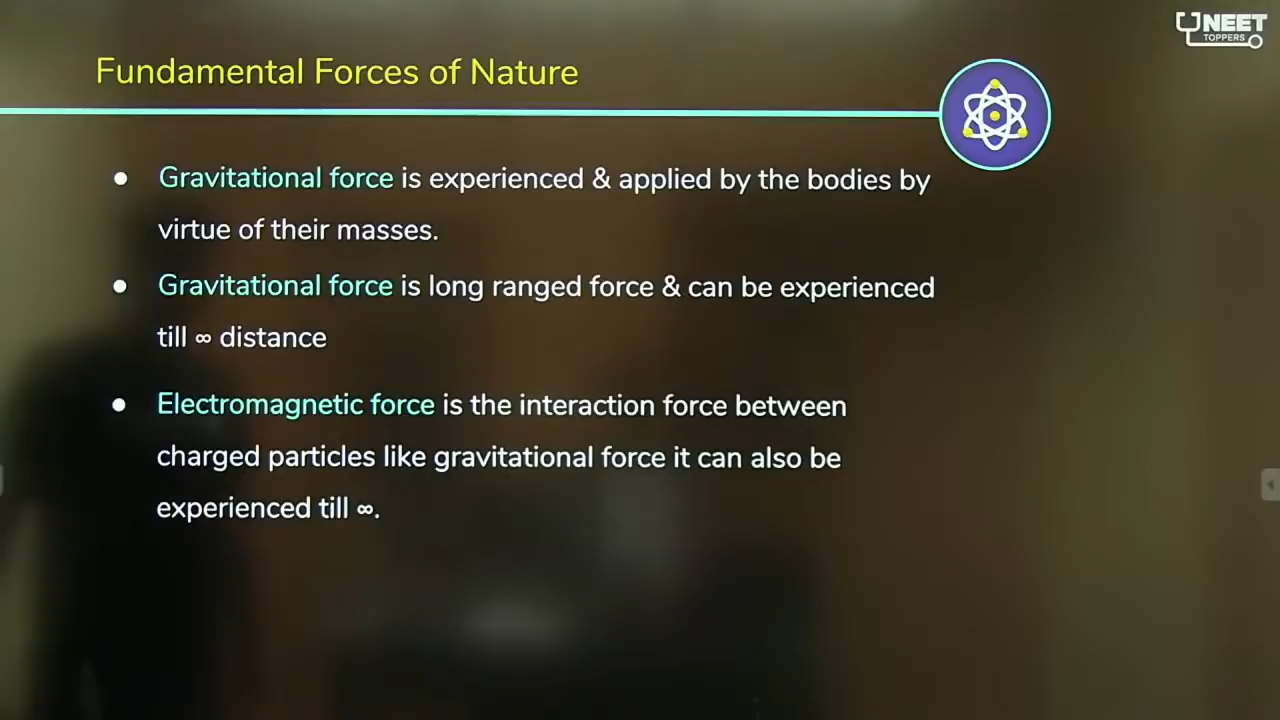 NEET
TOPPERS
Fundamental Forces of Nature
● Gravitational force is experienced & applied by the bodies by
virtue of their masses.
● Gravitational force is long ranged force & can be experienced
till ∞ distance
● Electromagnetic force is the interaction force between
charged particles like gravitational force it can also be
experienced till ∞.